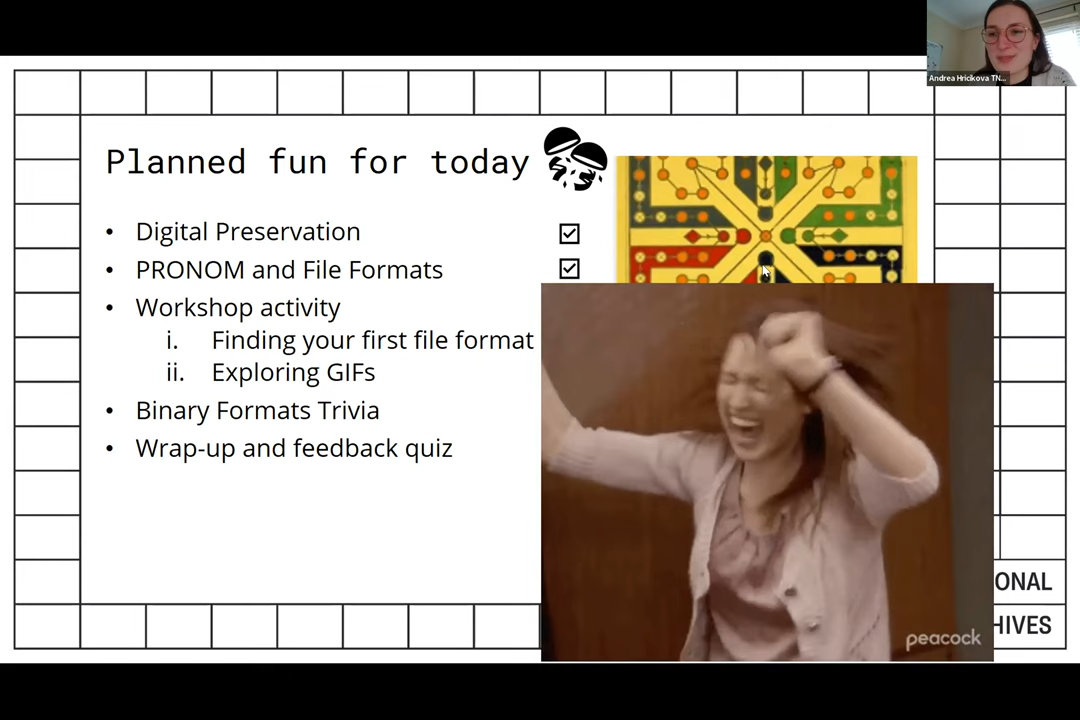 Andrea Hricikova TN...
Planned fun for today
• Digital Preservation
• PRONOM and File Formats
• Workshop activity
i. Finding your first file format
ii. Exploring GIFs
• Binary Formats Trivia
• Wrap-up and feedback quiz
ONAL
HIVES
peacock